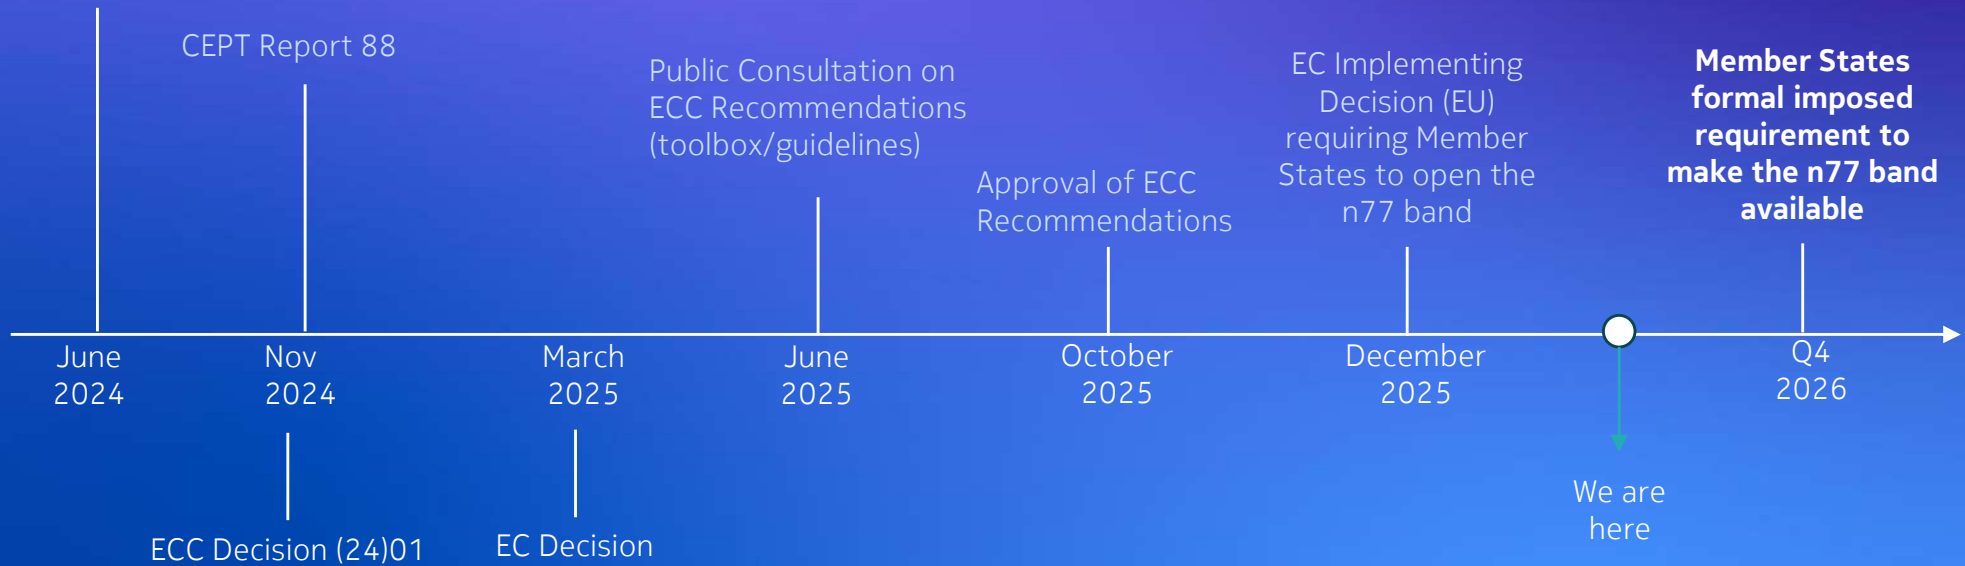 CEPT Report 88
Public Consultation on
ECC Recommendations
(toolbox/guidelines)
Approval of ECC
Recommendations
EC Implementing
Decision (EU)
requiring Member
States to open the
n77 band
Member States
formal imposed
requirement to
make the n77 band
available
June
2024
Nov
2024
March
2025
June
2025
October
2025
December
2025
Q4
2026
ECC Decision (24)01
EC Decision
We are
here